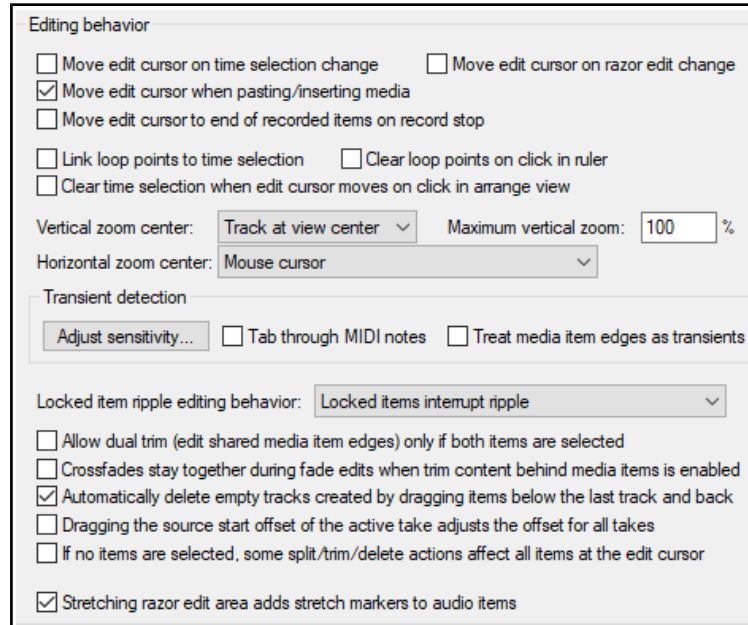 Editing behavior
Move edit cursor on time selection change Move edit cursor on razor edit change
Move edit cursor when pasting/inserting media
Move edit cursor to end of recorded items on record stop
Link loop points to time selection Clear loop points on click in ruler
Clear time selection when edit cursor moves on click in arrange view
Vertical zoom center: Track at view center Maximum vertical zoom: 100 %
Horizontal zoom center: Mouse cursor
Transient detection
Adjust sensitivity... Tab through MIDI notes Treat media item edges as transients
Locked item ripple editing behavior: Locked items interrupt ripple
Allow dual trim (edit shared media item edges) only if both items are selected
Crossfades stay together during fade edits when trim content behind media items is enabled
Automatically delete empty tracks created by dragging items below the last track and back
Dragging the source start offset of the active take adjusts the offset for all takes
If no items are selected, some split/trim/delete actions affect all items at the edit cursor
Stretching razor edit area adds stretch markers to audio items